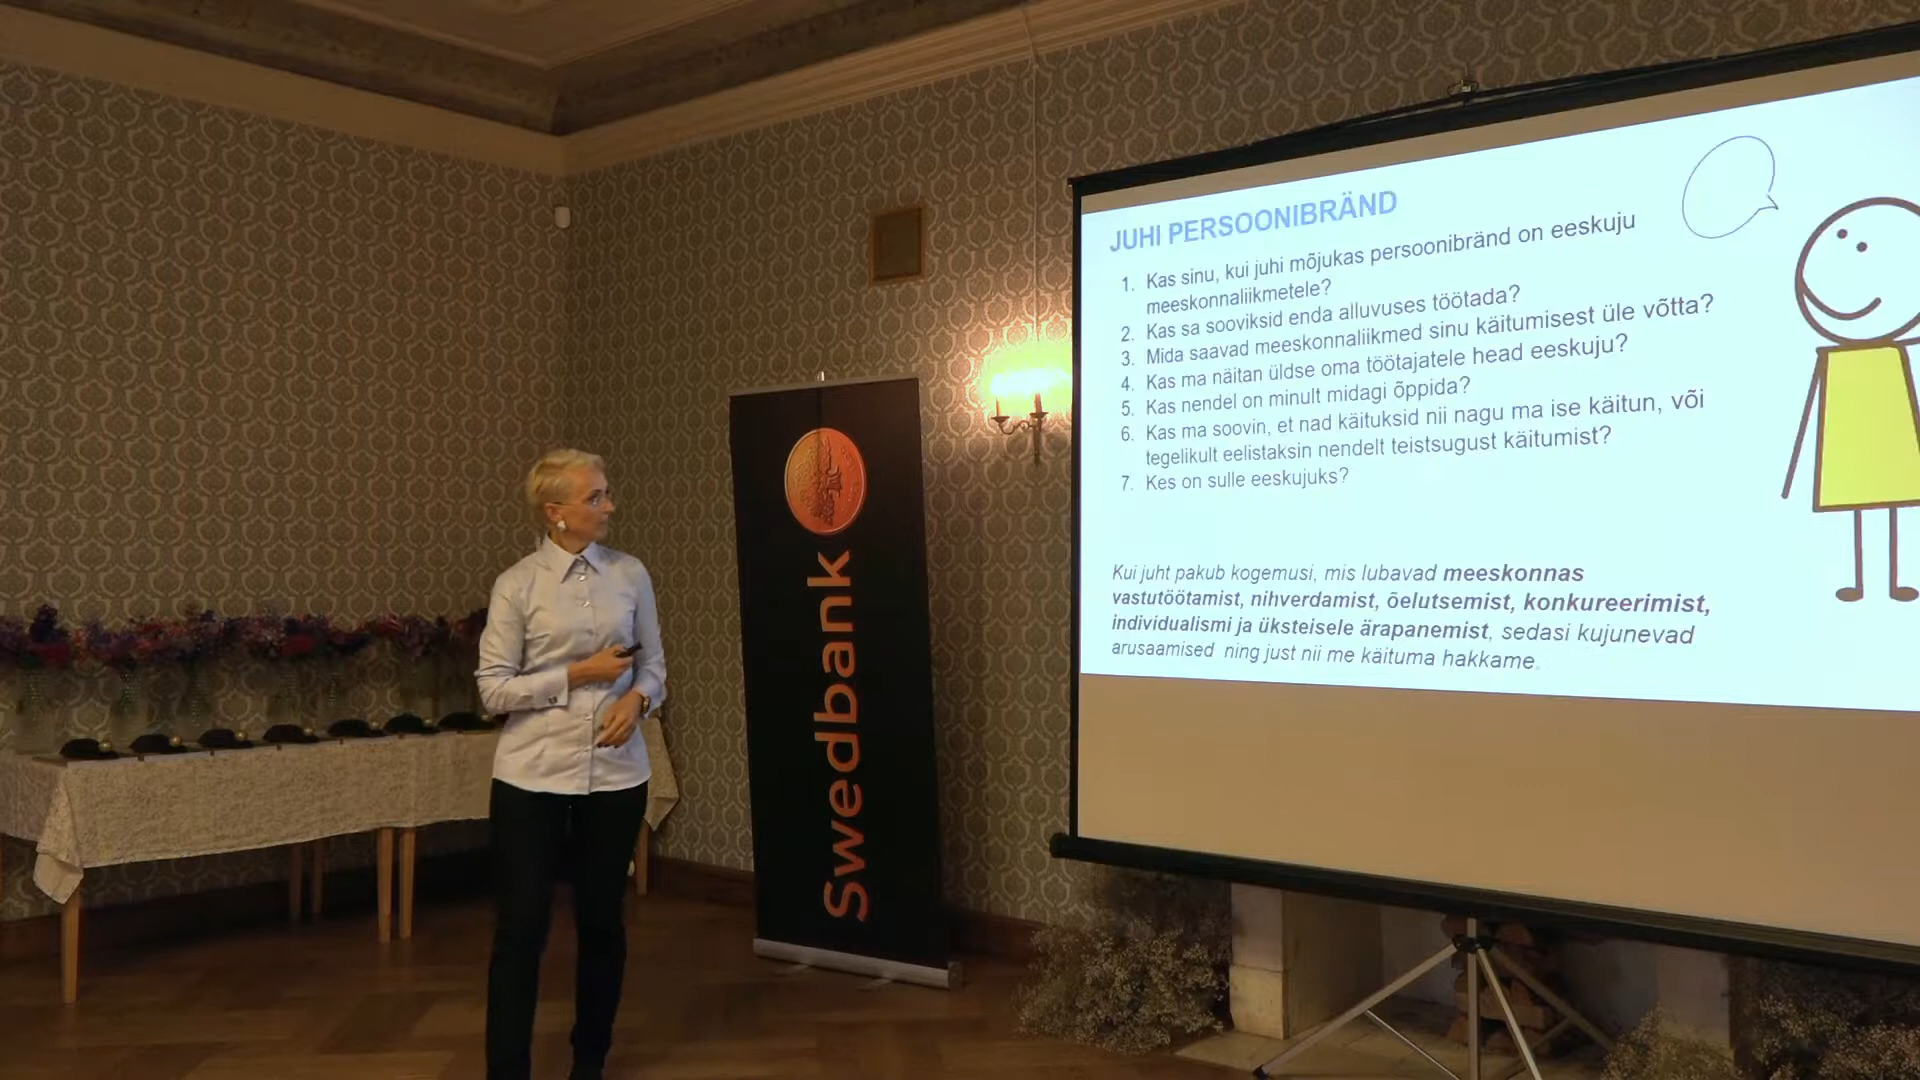 Swedbank
JUHI PERSOONIBRÄND
1. Kas sinu, kui juhi mõjukas persoonibränd on eeskuju
meeskonnaliikmetele?
2. Kas sa sooviksid enda alluvuses töötada?
3. Mida saavad meeskonnaliikmed sinu käitumisest üle võtta?
4. Kas ma näitan üldse oma töötajatele head eeskuju?
5. Kas nendel on minult midagi õppida?
6. Kas ma soovin, et nad käituksid nii nagu ma ise käitun, või
tegelikult eelistaksin nendelt teistsugust käitumist?
7. Kes on sulle eeskujuks?
Kui juht pakub kogemusi, mis lubavad meeskonnas
vastutöötamist, nihverdamist, õelutsemist, konkureerimist,
individualismi ja üksteisele ärapanemist, sedasi kujunevad
arusaamised ning just nii me käituma hakkame.